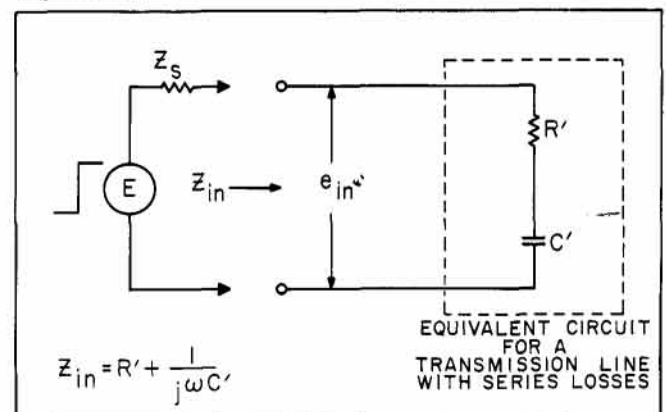 Z_s
E
Z_in
e_in
R'
C'
EQUIVALENT CIRCUIT
FOR A
TRANSMISSION LINE
WITH SERIES LOSSES
Z_in = R' + 1/(jωC')